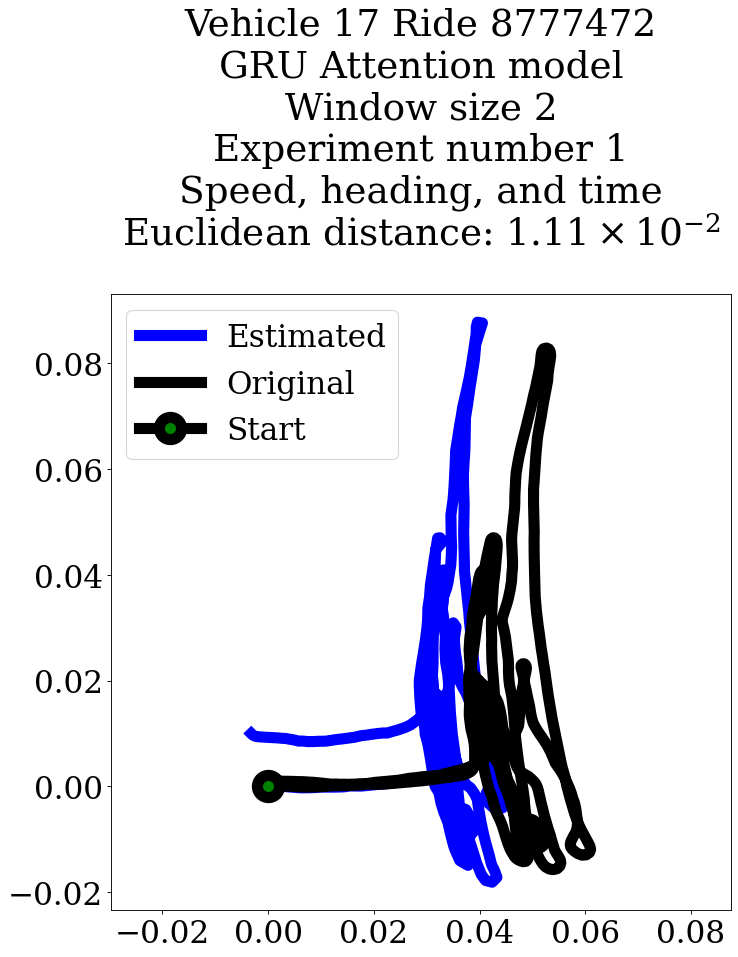 Vehicle 17 Ride 8777472
GRU Attention model
Window size 2
Experiment number 1
Speed, heading, and time
Euclidean distance: 1.11 × 10⁻²
Estimated
Original
Start
0.08
0.06
0.04
0.02
0.00
−0.02
−0.02 0.00 0.02 0.04 0.06 0.08